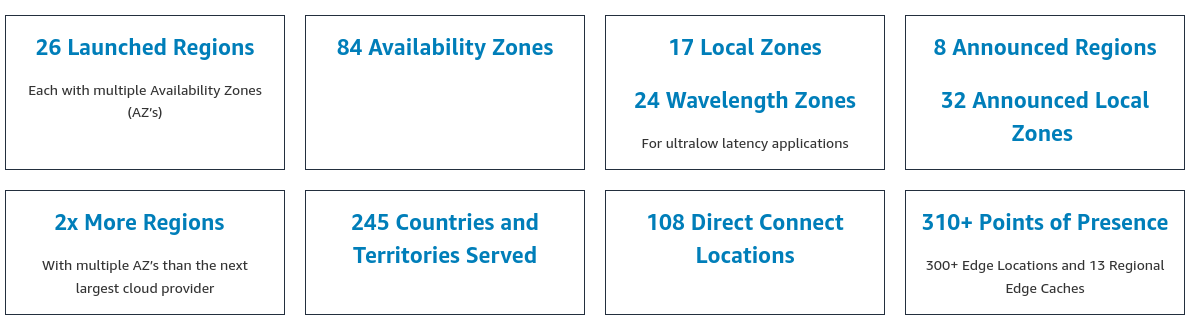 26 Launched Regions
Each with multiple Availability Zones
(AZ’s)
84 Availability Zones
17 Local Zones
24 Wavelength Zones
For ultralow latency applications
8 Announced Regions
32 Announced Local
Zones
2x More Regions
With multiple AZ’s than the next
largest cloud provider
245 Countries and
Territories Served
108 Direct Connect
Locations
310+ Points of Presence
300+ Edge Locations and 13 Regional
Edge Caches